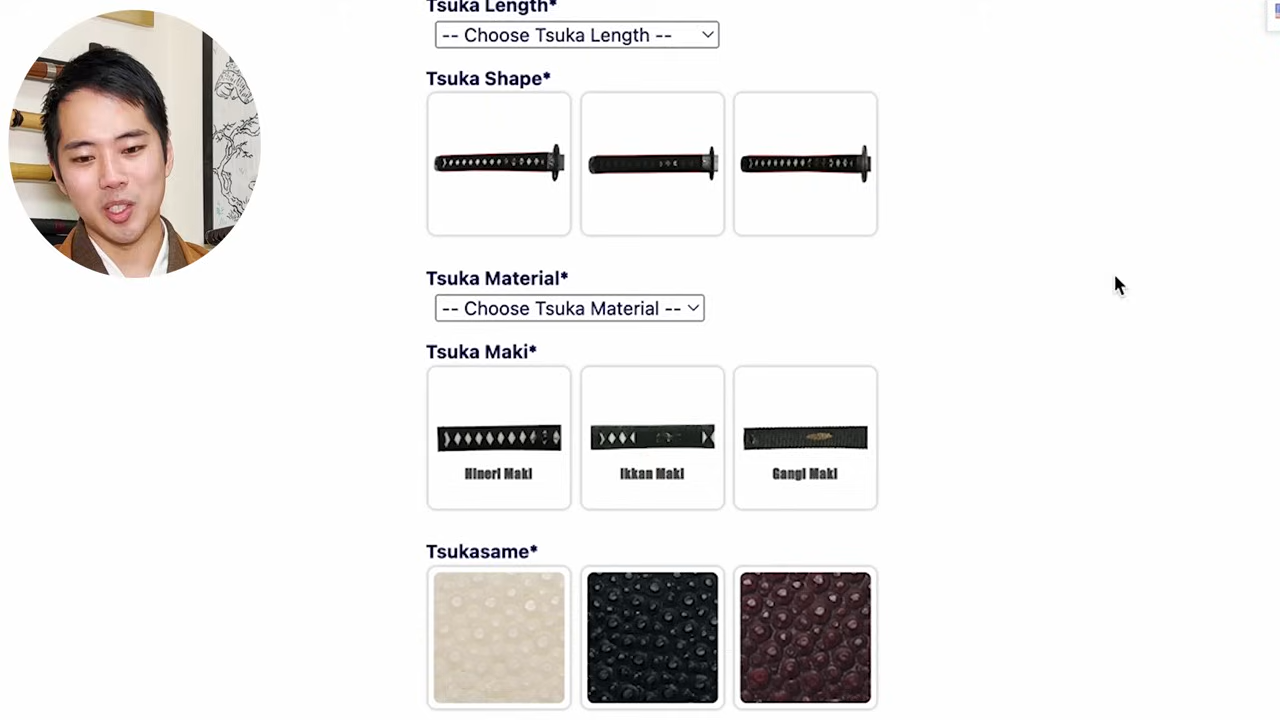 Tsuka Length*
-- Choose Tsuka Length --
Tsuka Shape*
Tsuka Material*
-- Choose Tsuka Material --
Tsuka Maki*
Hineri Maki
Ikkan Maki
Gangi Maki
Tsukasame*